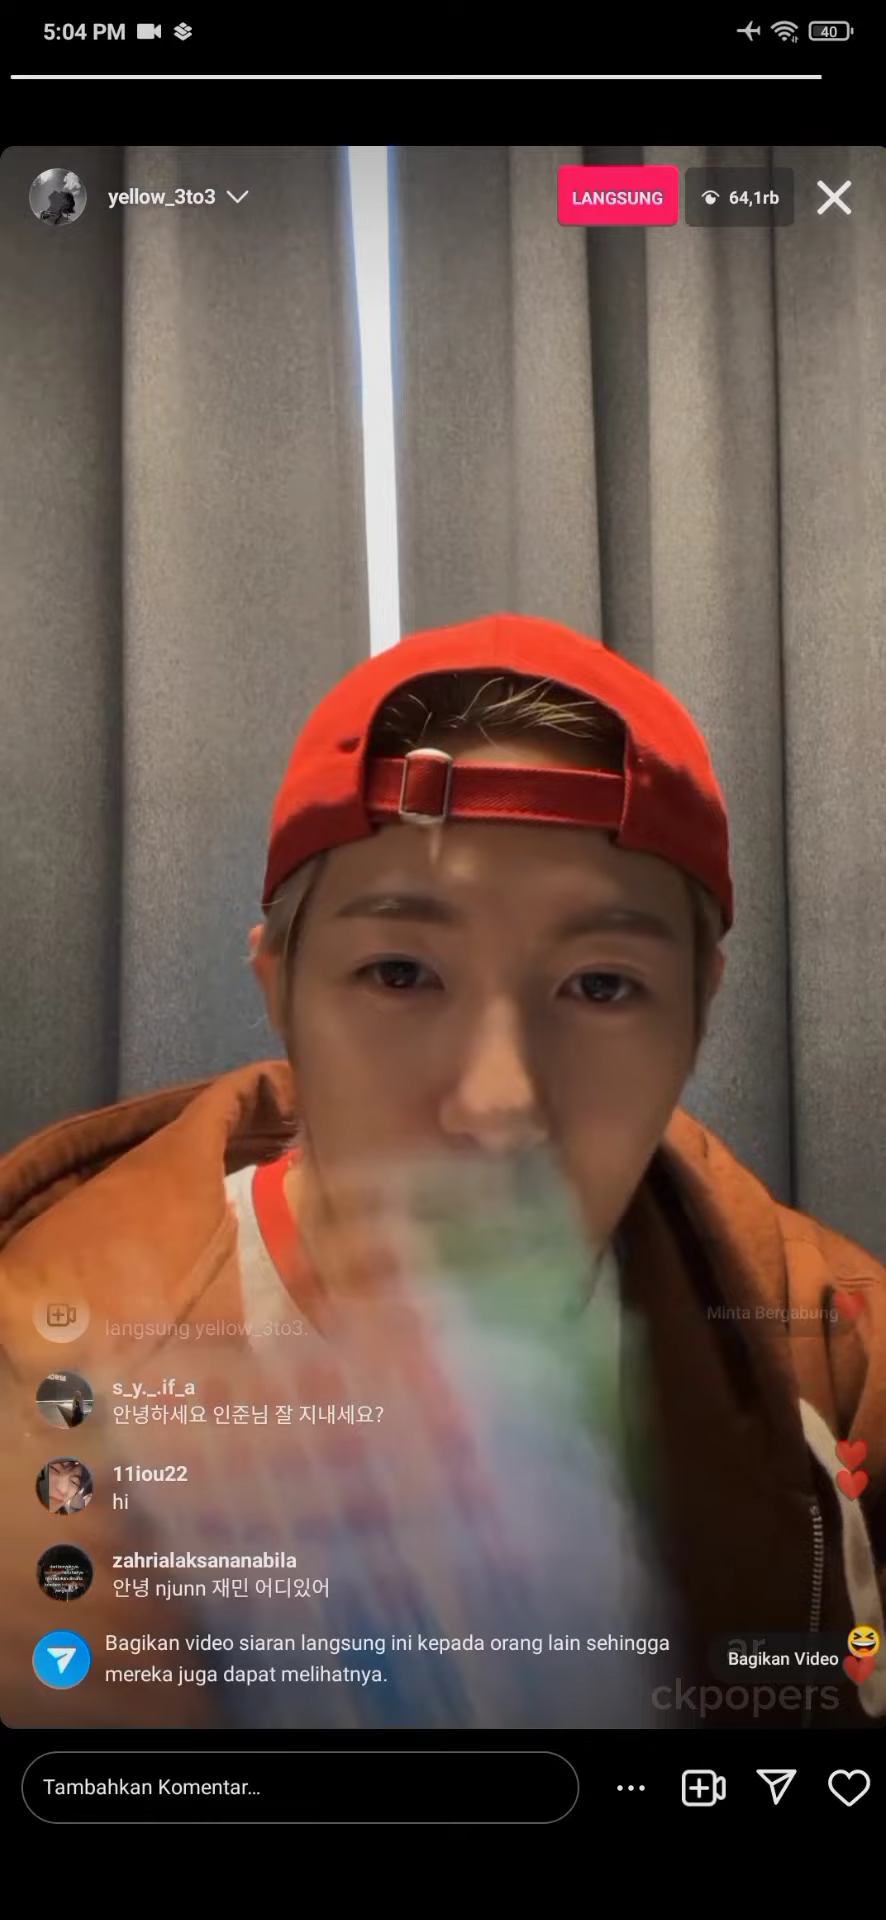 5:04 PM
40
yellow_3to3
LANGSUNG
64,1rb
langsung yellow_3to3.
Minta Bergabung
s_y._.if_a
안녕하세요 인준님 잘 지내세요?
11iou22
hi
zahrialaksananabila
안녕 njunn 재민 어디있어
Bagikan video siaran langsung ini kepada orang lain sehingga
mereka juga dapat melihatnya.
Bagikan Video
ar
ckpopers
Tambahkan Komentar...